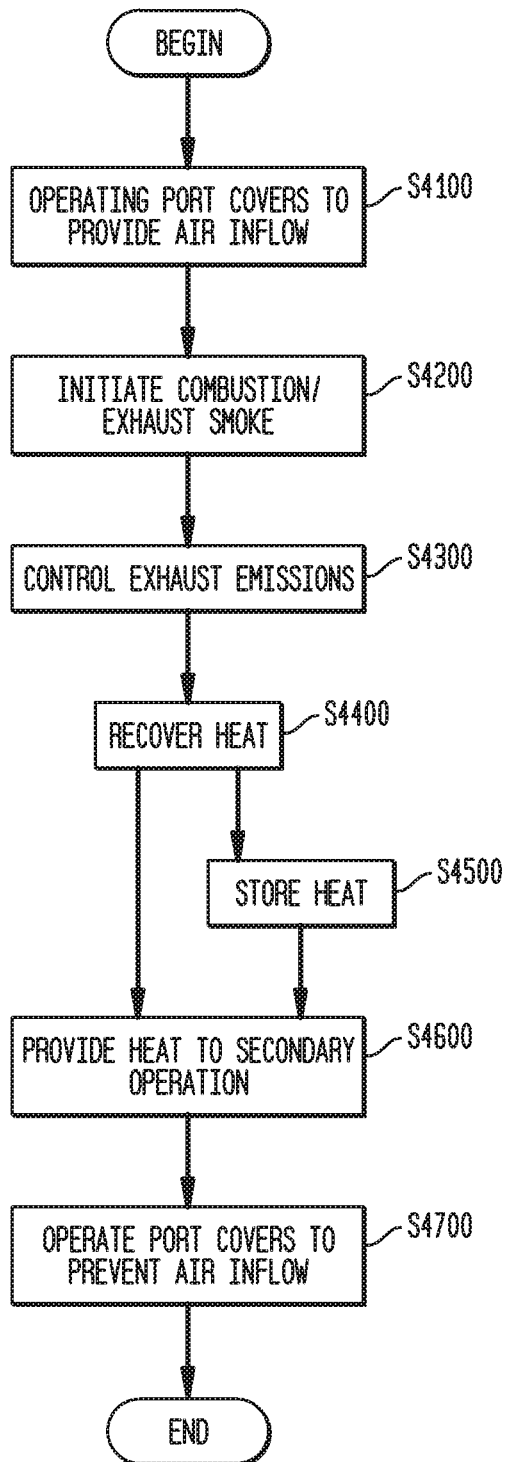 BEGIN
OPERATING PORT COVERS TO
PROVIDE AIR INFLOW
S4100
INITIATE COMBUSTION/
EXHAUST SMOKE
S4200
CONTROL EXHAUST EMISSIONS
S4300
RECOVER HEAT
S4400
STORE HEAT
S4500
PROVIDE HEAT TO SECONDARY
OPERATION
S4600
OPERATE PORT COVERS TO
PREVENT AIR INFLOW
S4700
END